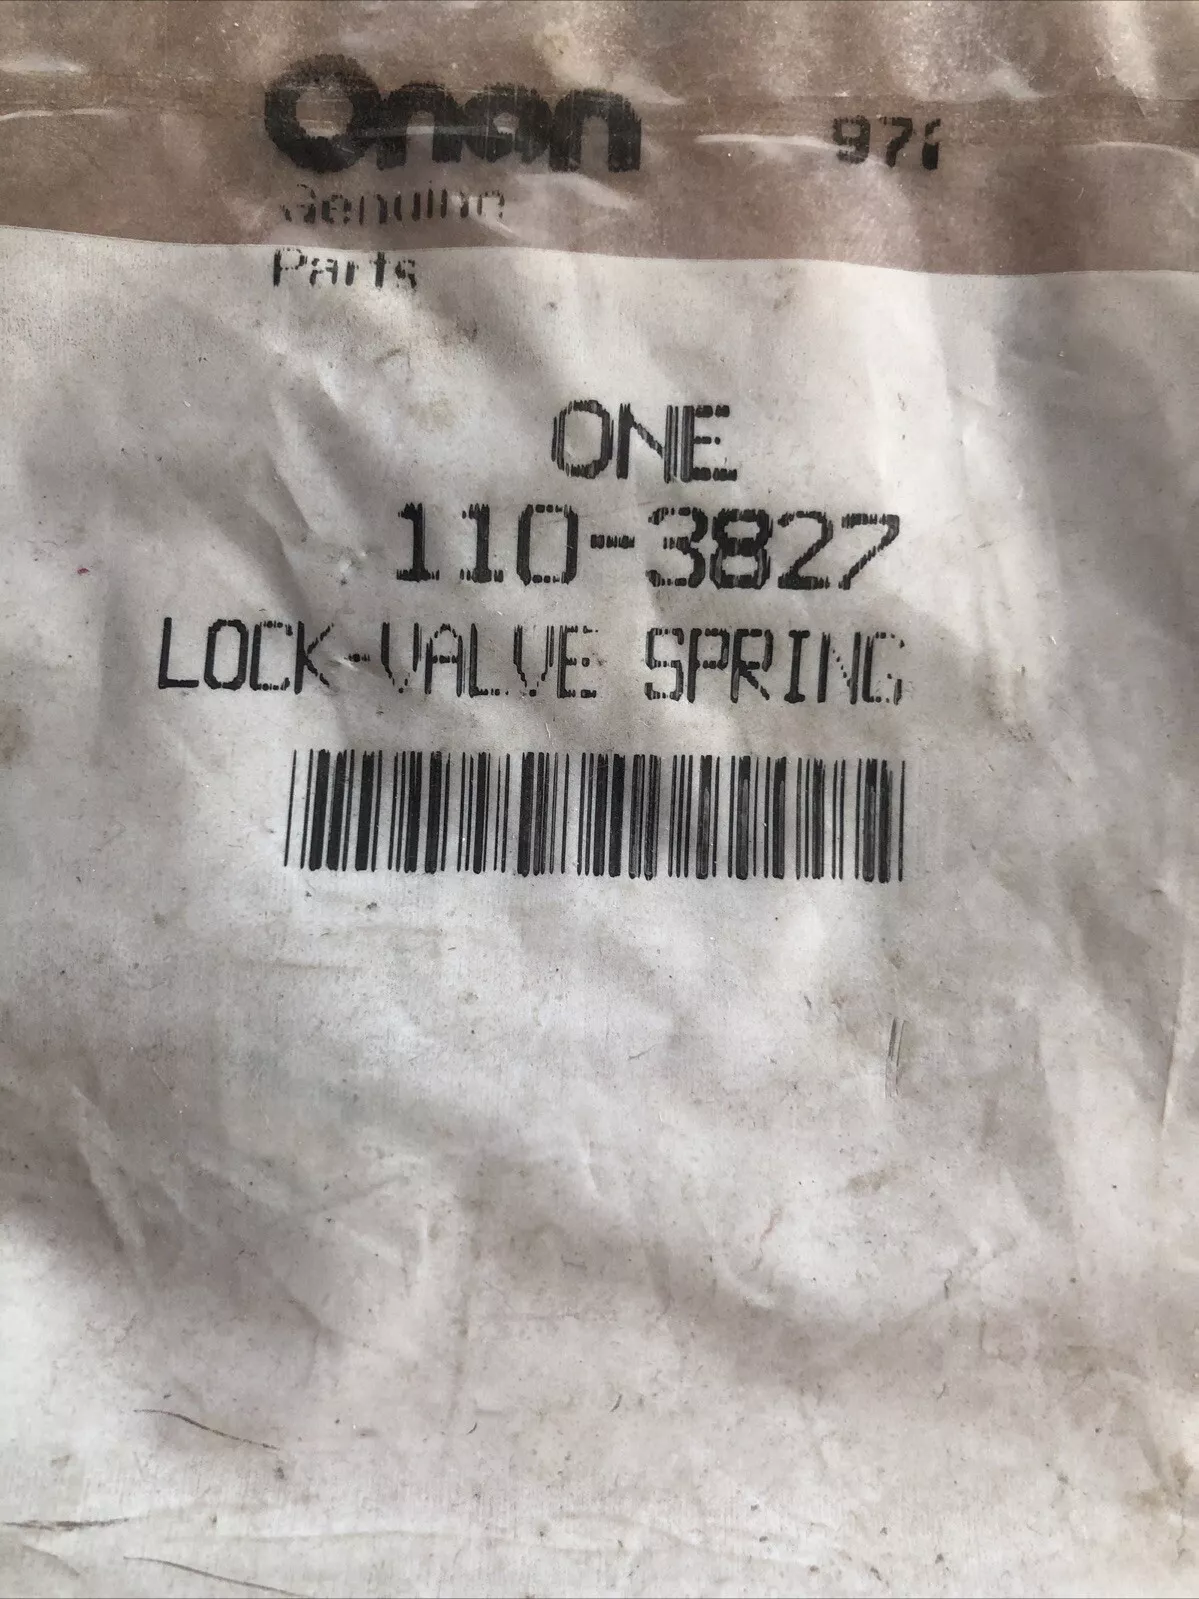 Onan
Genuine
Parts
ONE
110-3827
LOCK-VALVE SPRING